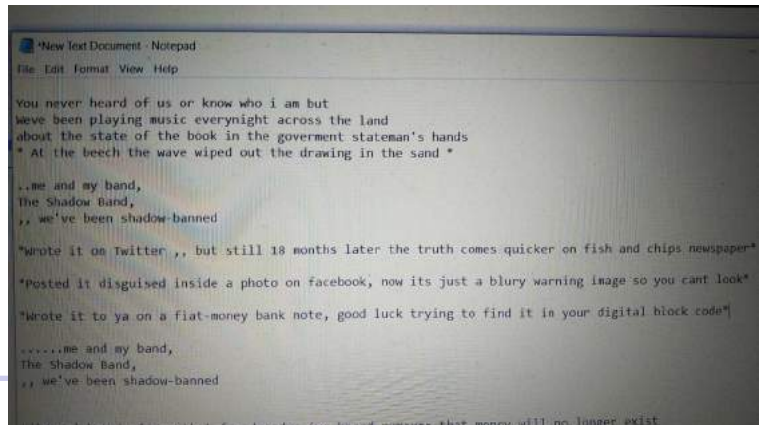 *New Text Document - Notepad
File Edit Format View Help
You never heard of us or know who i am but
Weve been playing music everynight across the land
about the state of the book in the goverment stateman's hands
* At the beech the wave wiped out the drawing in the sand *
..me and my band,
The Shadow Band,
,, we've been shadow-banned
*Wrote it on Twitter ,, but still 18 months later the truth comes quicker on fish and chips newspaper*
*Posted it disguised inside a photo on facebook, now its just a blury warning image so you cant look*
*Wrote it to ya on a fiat-money bank note, good luck trying to find it in your digital block code*
......me and my band,
The Shadow Band,
,, we've been shadow-banned
that money will no longer exist